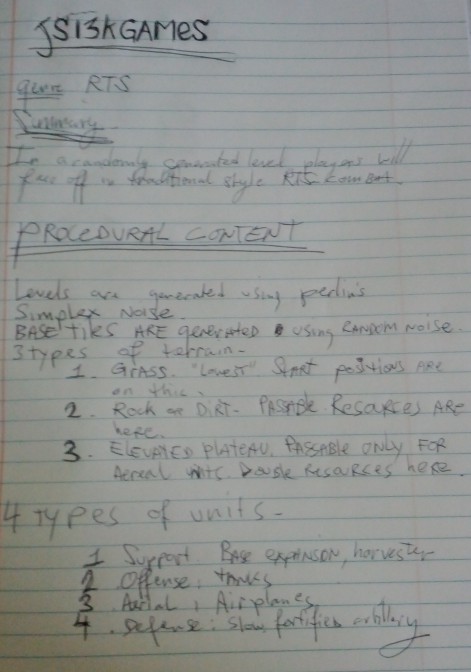 JS13KGAMES
genre RTS
Summary
In a randomly generated level players will
face off in traditional style RTS kombat
PROCEDURAL CONTENT
Levels are generated using perlin's
Simplex Noise.
BASE tiles ARE generated using RANDOM NOISE.
3 types of terrain-
1. GRASS. "Lowest" START positions ARE
on this.
2. ROCK or DIRT- PASSABLE Resources ARE
here.
3. ELEVATED PLATEAU. PASSABLE ONLY FOR
Aereal units. Double resources here.
4 types of units-
1 Support BASE EXPANSION, harvester
2 Offense: tanks
3 Aerial, Airplanes
4. Defense: Slow, fortifies artillary